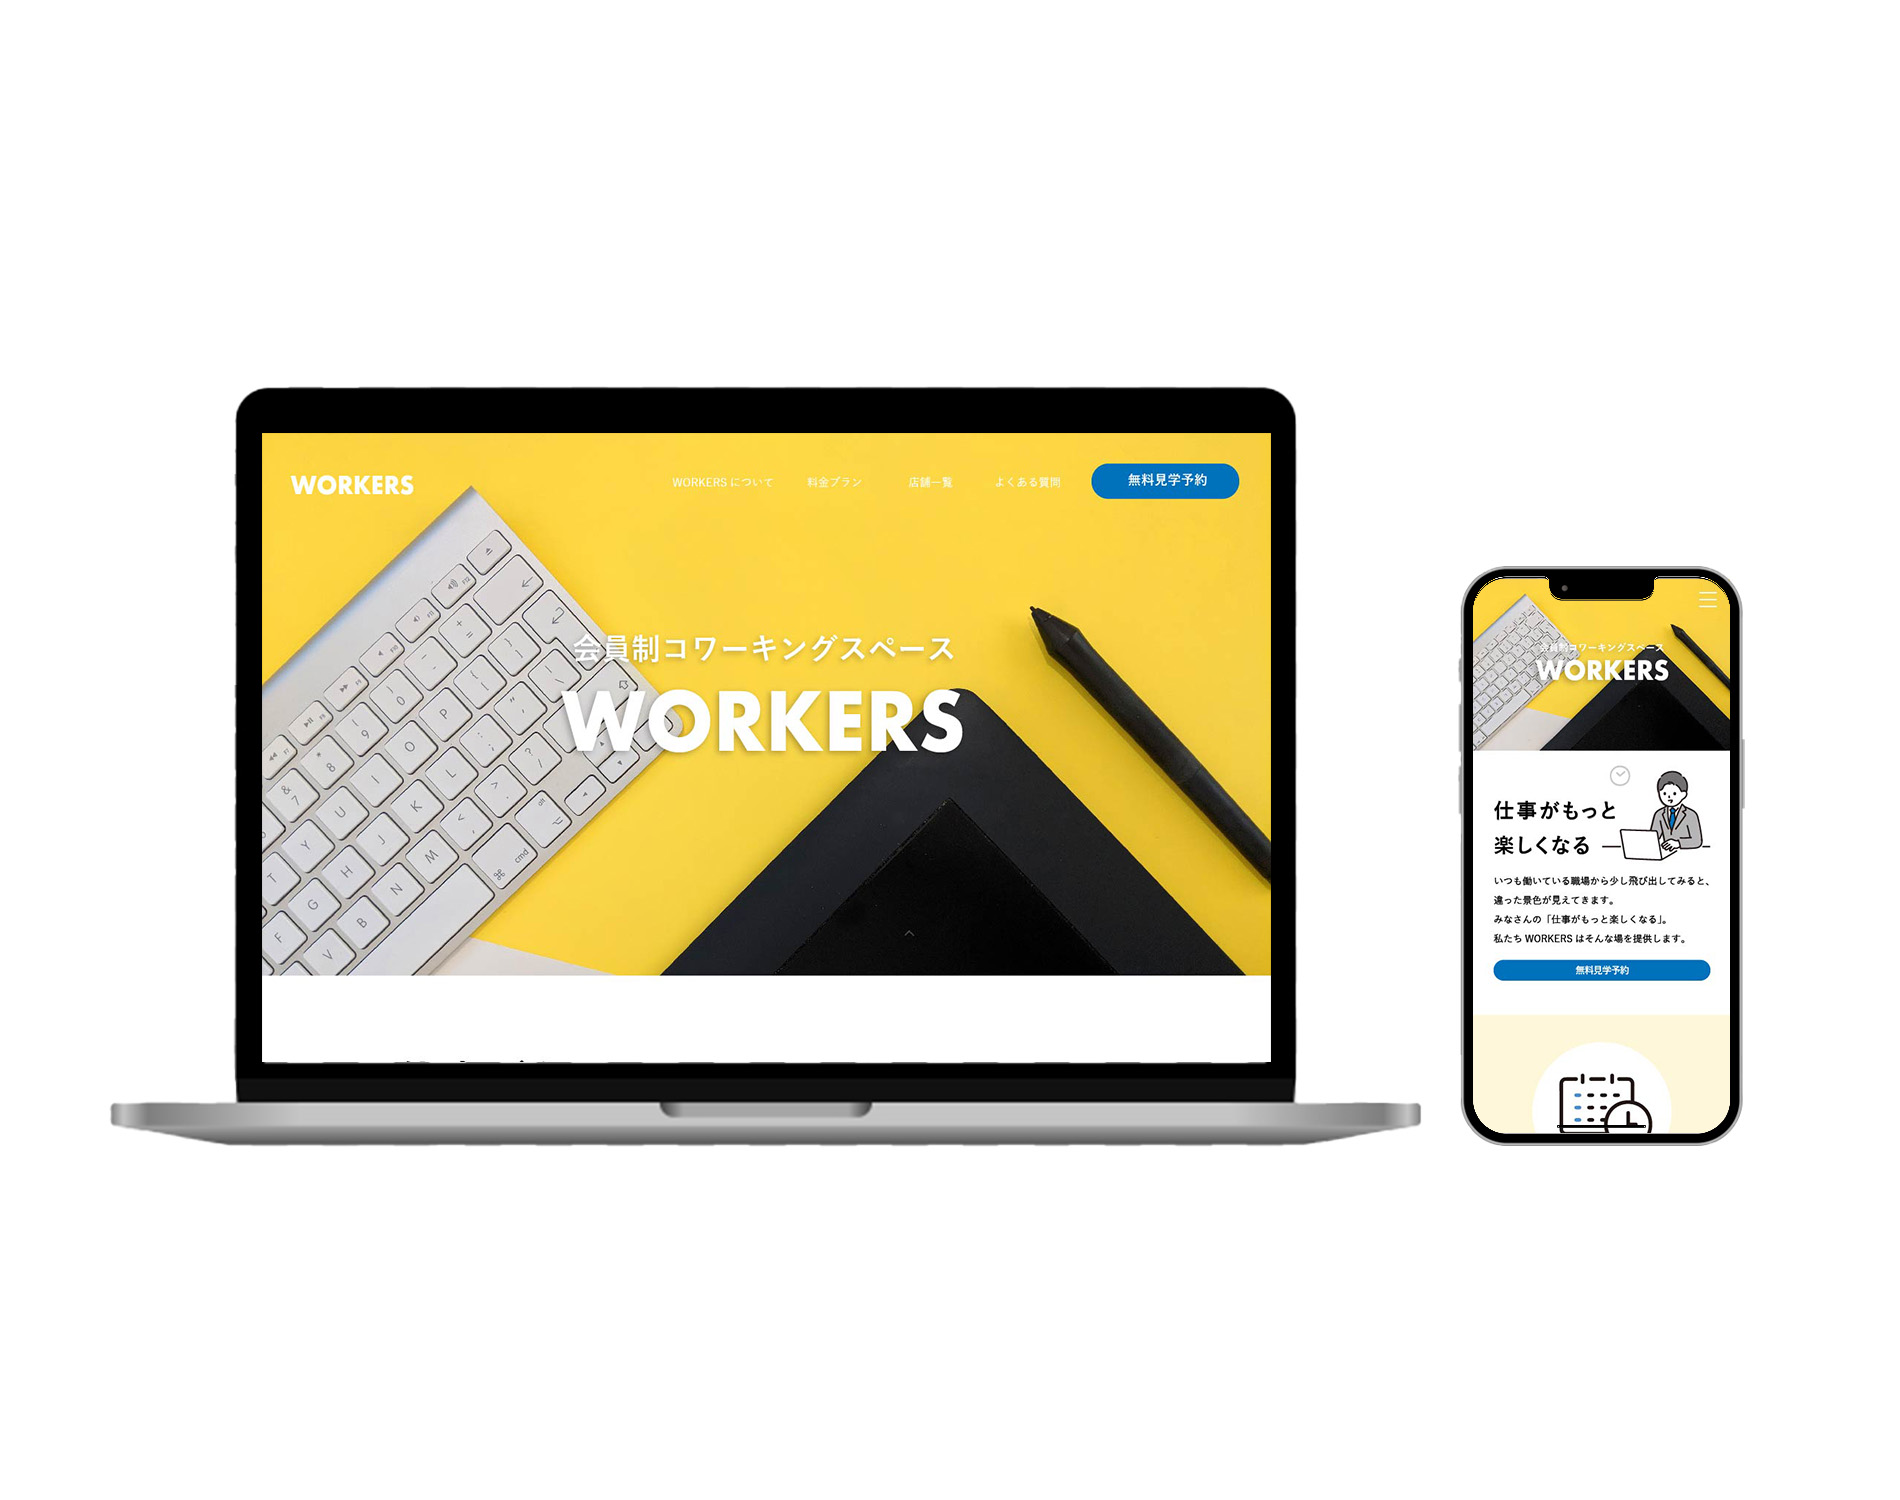 WORKERS
WORKERS について
料金プラン
店舗一覧
よくある質問
無料見学予約
会員制コワーキングスペース
WORKERS
会員制コワーキングスペース
WORKERS
仕事がもっと
楽しくなる
いつも働いている職場から少し飛び出してみると、
違った景色が見えてきます。
みなさんの「仕事がもっと楽しくなる」。
私たち WORKERS はそんな場を提供します。
無料見学予約